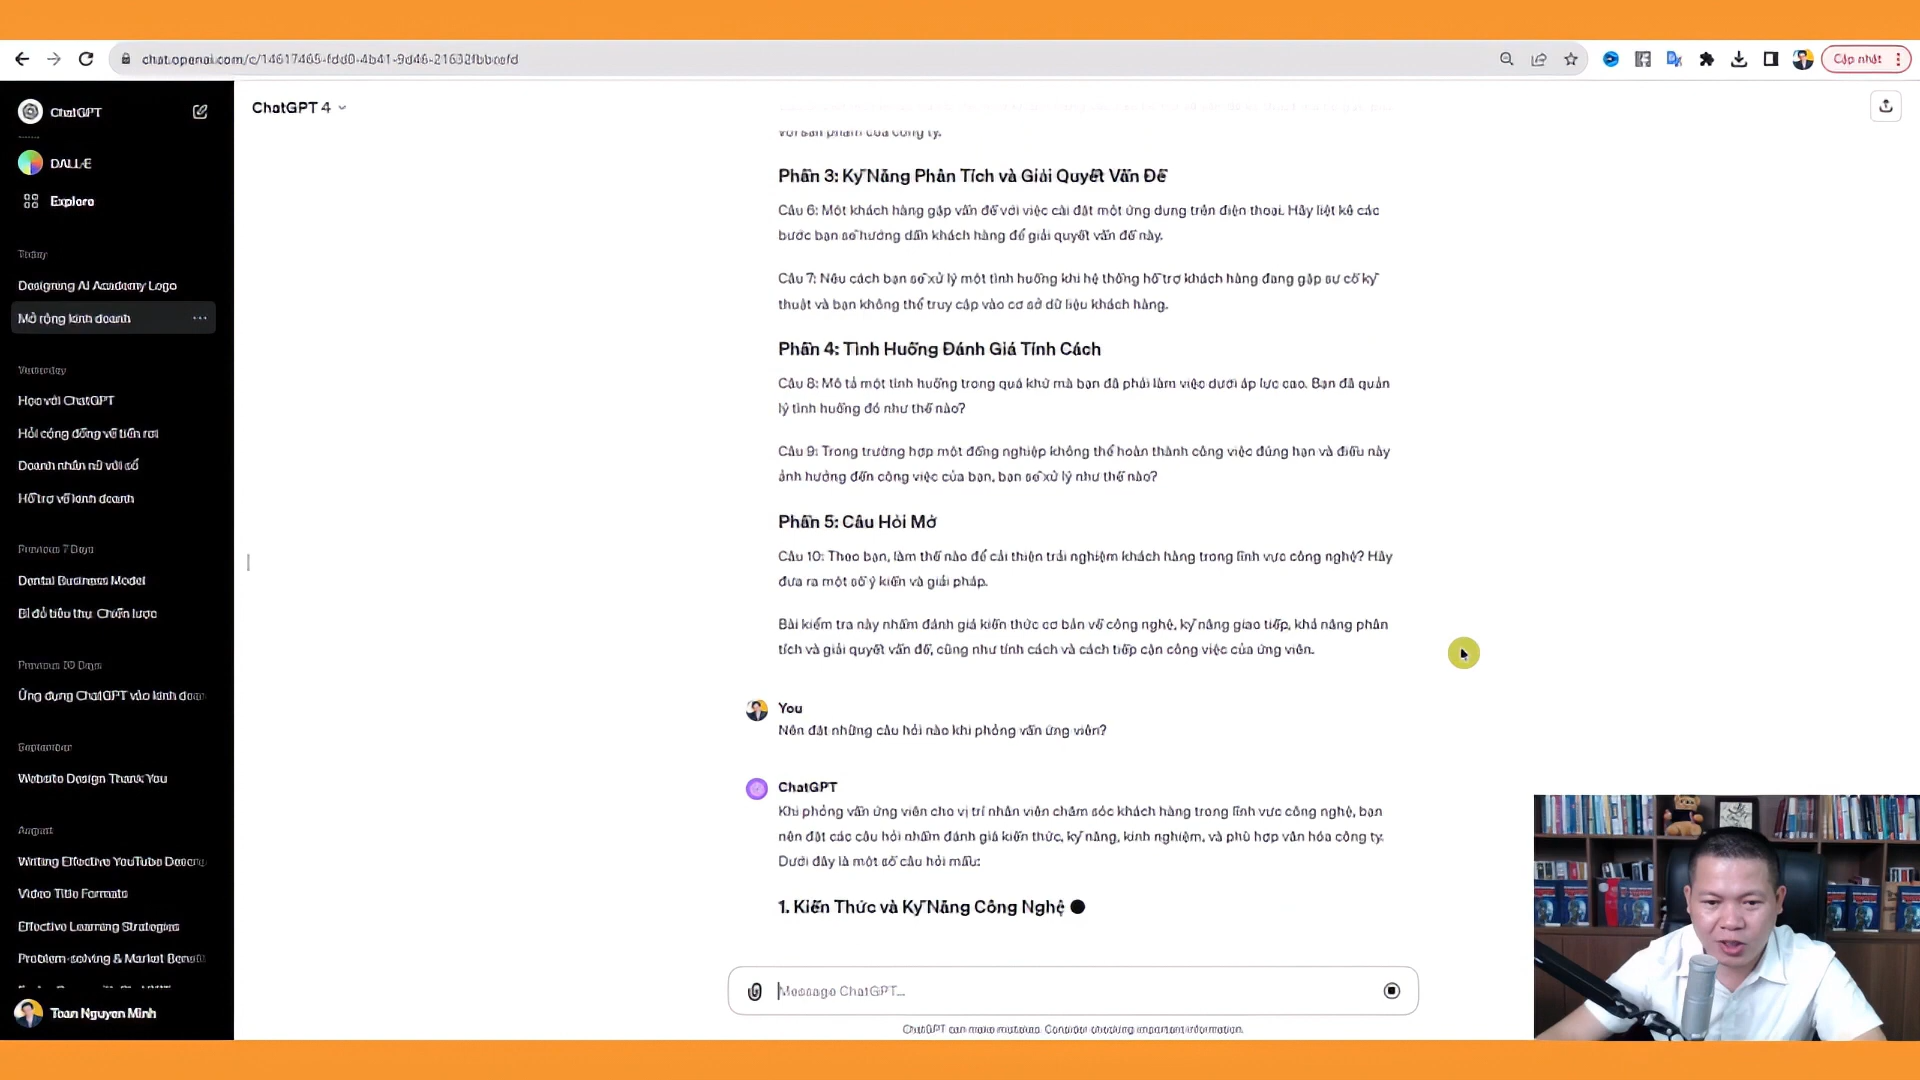 chat.openai.com/c/14617465-fdd0-4b41-9d46-21632fbbcefd
Cập nhật
ChatGPT
DALL·E
Explore
Today
Designing AI Academy Logo
Mở rộng kinh doanh
Yesterday
Học với ChatGPT
Hỏi cộng đồng về tiền rơi
Doanh nhân nữ với số
Hỗ trợ về kinh doanh
Previous 7 Days
Dental Business Model
Bỉ đồ tiêu thụ: Chiến lược
Previous 30 Days
Ứng dụng ChatGPT vào kinh doan
September
Website Design Thank You
August
Writing Effective YouTube Descrip
Video Title Formats
Effective Learning Strategies
Problem-solving & Market Benefi
Toan Nguyen Minh
ChatGPT 4
với sản phẩm của công ty.
Phần 3: Kỹ Năng Phân Tích và Giải Quyết Vấn Đề
Câu 6: Một khách hàng gặp vấn đề với việc cài đặt một ứng dụng trên điện thoại. Hãy liệt kê các
bước bạn sẽ hướng dẫn khách hàng để giải quyết vấn đề này.
Câu 7: Nêu cách bạn sẽ xử lý một tình huống khi hệ thống hỗ trợ khách hàng đang gặp sự cố kỹ
thuật và bạn không thể truy cập vào cơ sở dữ liệu khách hàng.
Phần 4: Tình Huống Đánh Giá Tính Cách
Câu 8: Mô tả một tình huống trong quá khứ mà bạn đã phải làm việc dưới áp lực cao. Bạn đã quản
lý tình huống đó như thế nào?
Câu 9: Trong trường hợp một đồng nghiệp không thể hoàn thành công việc đúng hạn và điều này
ảnh hưởng đến công việc của bạn, bạn sẽ xử lý như thế nào?
Phần 5: Câu Hỏi Mở
Câu 10: Theo bạn, làm thế nào để cải thiện trải nghiệm khách hàng trong lĩnh vực công nghệ? Hãy
đưa ra một số ý kiến và giải pháp.
Bài kiểm tra này nhằm đánh giá kiến thức cơ bản về công nghệ, kỹ năng giao tiếp, khả năng phân
tích và giải quyết vấn đề, cũng như tính cách và cách tiếp cận công việc của ứng viên.
You
Nên đặt những câu hỏi nào khi phỏng vấn ứng viên?
ChatGPT
Khi phỏng vấn ứng viên cho vị trí nhân viên chăm sóc khách hàng trong lĩnh vực công nghệ, bạn
nên đặt các câu hỏi nhằm đánh giá kiến thức, kỹ năng, kinh nghiệm, và phù hợp văn hóa công ty.
Dưới đây là một số câu hỏi mẫu:
1. Kiến Thức và Kỹ Năng Công Nghệ
Message ChatGPT...
ChatGPT can make mistakes. Consider checking important information.